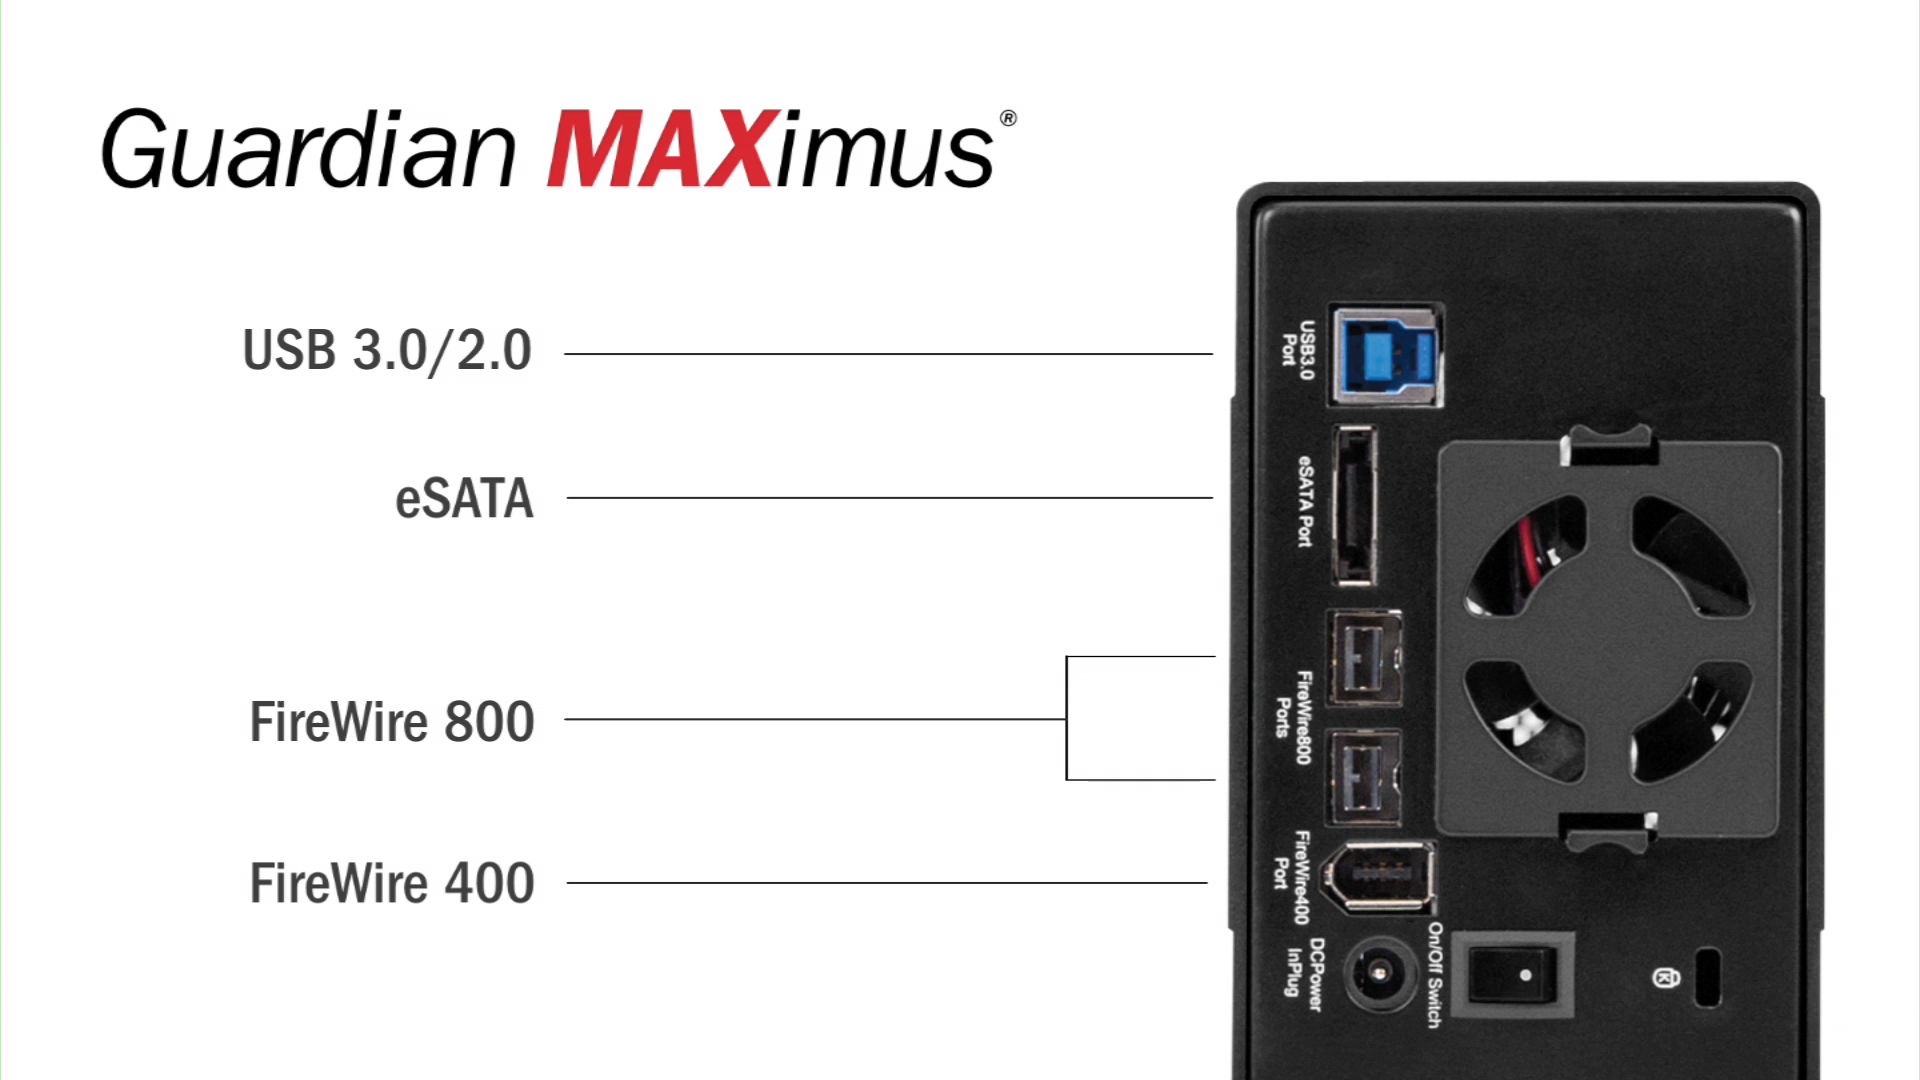 Guardian MAXimus®
USB 3.0/2.0
eSATA
FireWire 800
FireWire 400
USB3.0
Port
eSATA Port
FireWire800
Ports
FireWire400
Port
DCPower
InPlug
On/Off Switch
K